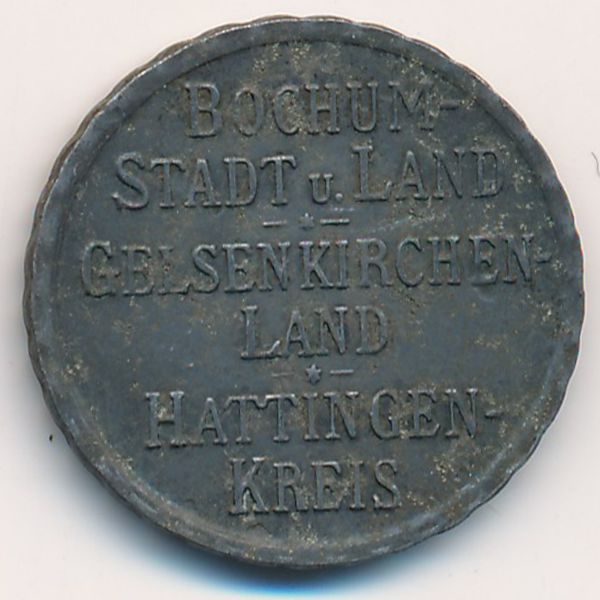 BOCHUM-
STADT U. LAND
GELSENKIRCHEN-
LAND
HATTINGEN-
KREIS